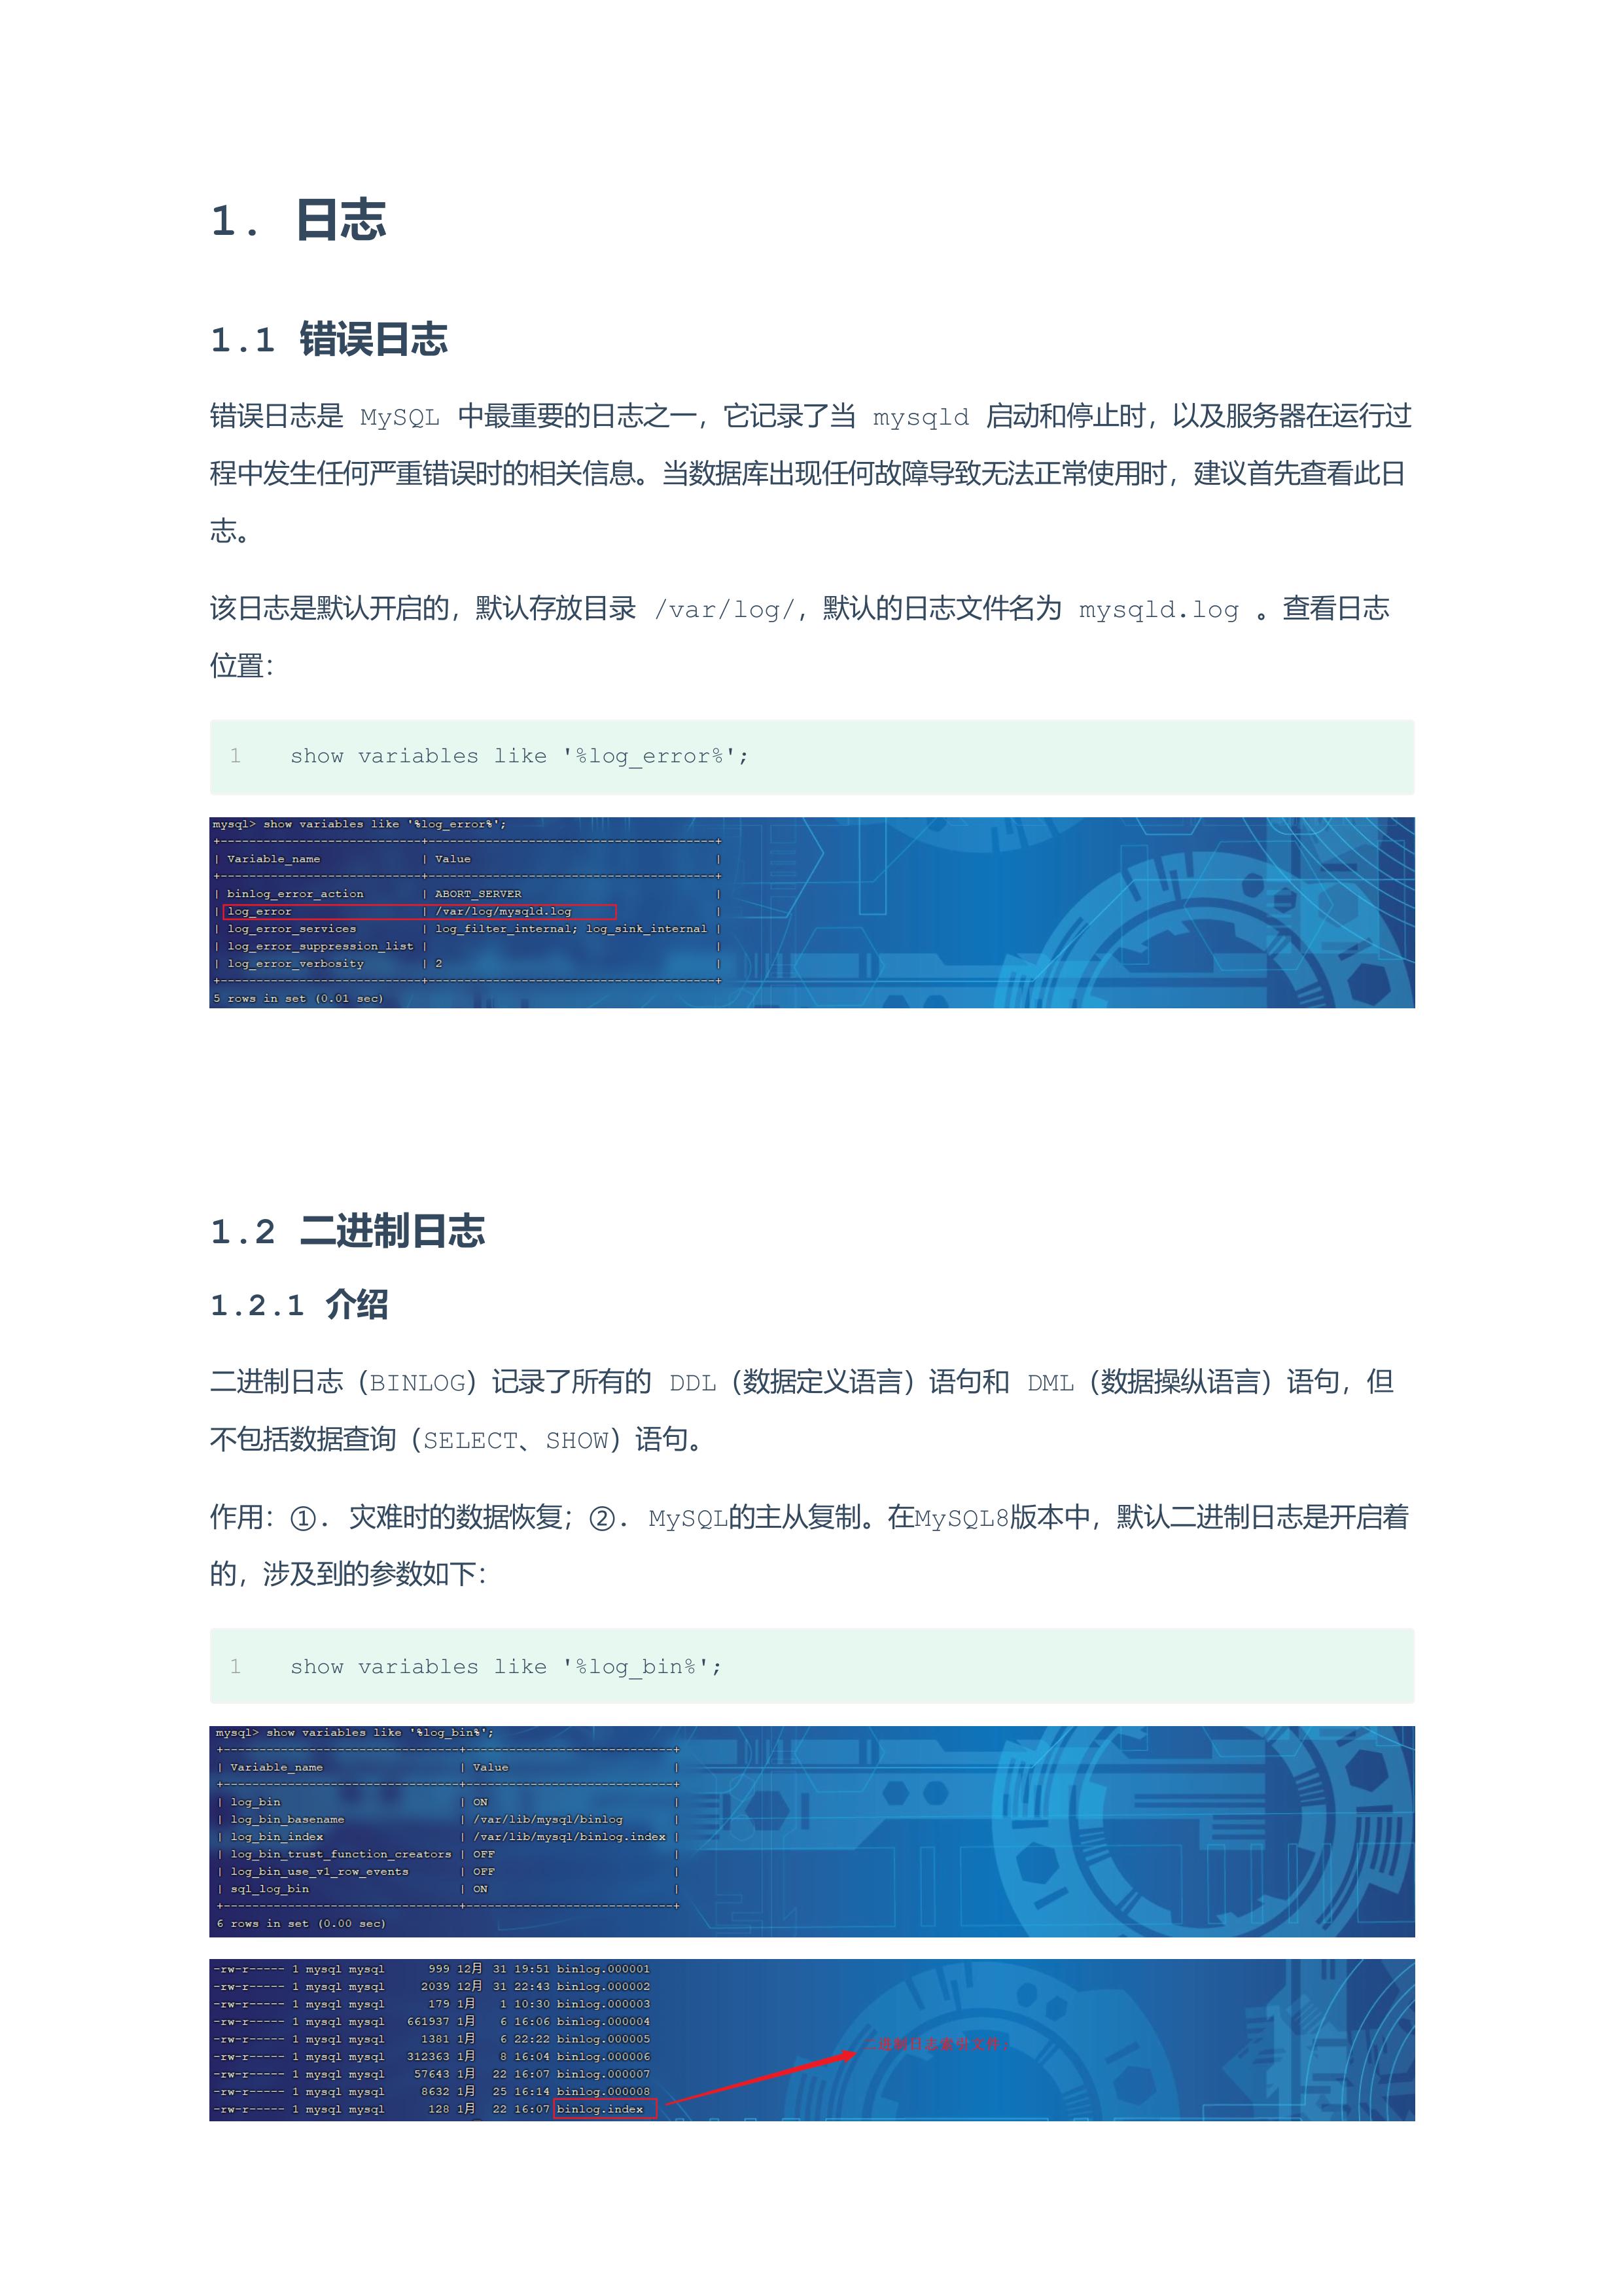 1. 日志
1.1 错误日志
错误日志是 MySQL 中最重要的日志之一，它记录了当 mysqld 启动和停止时，以及服务器在运行过
程中发生任何严重错误时的相关信息。当数据库出现任何故障导致无法正常使用时，建议首先查看此日
志。
该日志是默认开启的，默认存放目录 /var/log/，默认的日志文件名为 mysqld.log 。查看日志
位置：
1 show variables like '%log_error%';
mysql> show variables like '%log_error%';
+----------------------------+----------------------------------------+
| Variable_name | Value |
+----------------------------+----------------------------------------+
| binlog_error_action | ABORT_SERVER |
| log_error | /var/log/mysqld.log |
| log_error_services | log_filter_internal; log_sink_internal |
| log_error_suppression_list | |
| log_error_verbosity | 2 |
+----------------------------+----------------------------------------+
5 rows in set (0.01 sec)
1.2 二进制日志
1.2.1 介绍
二进制日志（BINLOG）记录了所有的 DDL（数据定义语言）语句和 DML（数据操纵语言）语句，但
不包括数据查询（SELECT、SHOW）语句。
作用：①. 灾难时的数据恢复；②. MySQL的主从复制。在MySQL8版本中，默认二进制日志是开启着
的，涉及到的参数如下：
1 show variables like '%log_bin%';
mysql> show variables like '%log_bin%';
+---------------------------------+-----------------------------+
| Variable_name | Value |
+---------------------------------+-----------------------------+
| log_bin | ON |
| log_bin_basename | /var/lib/mysql/binlog |
| log_bin_index | /var/lib/mysql/binlog.index |
| log_bin_trust_function_creators | OFF |
| log_bin_use_v1_row_events | OFF |
| sql_log_bin | ON |
+---------------------------------+-----------------------------+
6 rows in set (0.00 sec)
-rw-r----- 1 mysql mysql 999 12月 31 19:51 binlog.000001
-rw-r----- 1 mysql mysql 2039 12月 31 22:43 binlog.000002
-rw-r----- 1 mysql mysql 179 1月 1 10:30 binlog.000003
-rw-r----- 1 mysql mysql 661937 1月 6 16:06 binlog.000004
-rw-r----- 1 mysql mysql 1381 1月 6 22:22 binlog.000005
-rw-r----- 1 mysql mysql 312363 1月 8 16:04 binlog.000006
-rw-r----- 1 mysql mysql 57643 1月 22 16:07 binlog.000007
-rw-r----- 1 mysql mysql 8632 1月 25 16:14 binlog.000008
-rw-r----- 1 mysql mysql 128 1月 22 16:07 binlog.index
二进制日志索引文件；